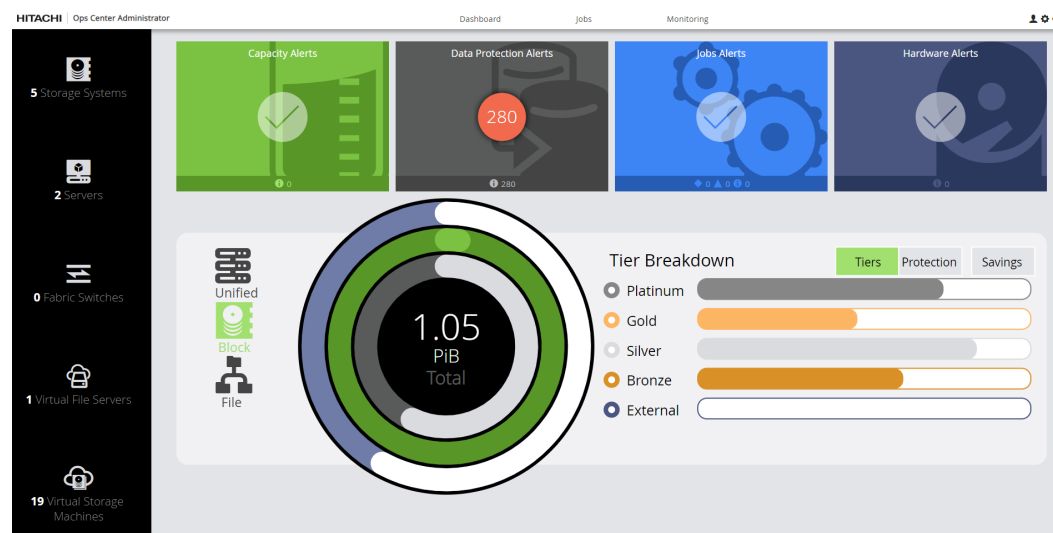 HITACHI Ops Center Administrator
Dashboard
Jobs
Monitoring
5 Storage Systems
2 Servers
0 Fabric Switches
1 Virtual File Servers
19 Virtual Storage
Machines
Capacity Alerts
0
Data Protection Alerts
280
280
Jobs Alerts
0 0 0
Hardware Alerts
0
Unified
Block
File
1.05
PiB
Total
Tier Breakdown
Tiers
Protection
Savings
Platinum
Gold
Silver
Bronze
External